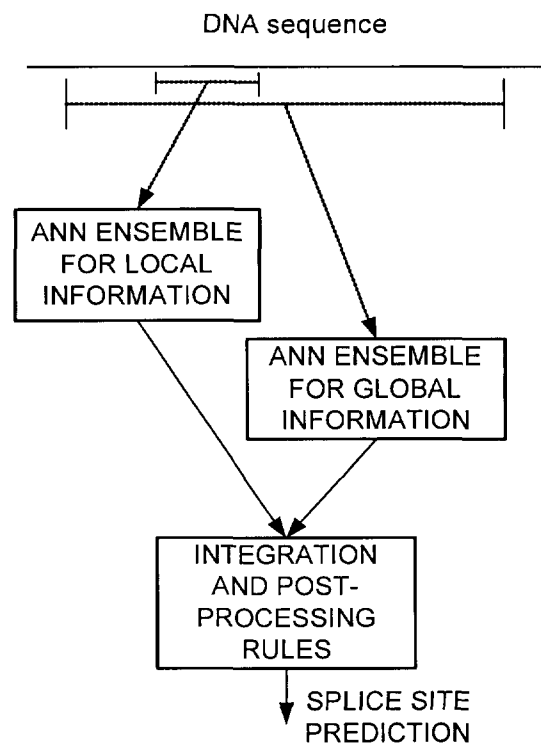 DNA sequence
ANN ENSEMBLE
FOR LOCAL
INFORMATION
ANN ENSEMBLE
FOR GLOBAL
INFORMATION
INTEGRATION
AND POST-
PROCESSING
RULES
SPLICE SITE
PREDICTION